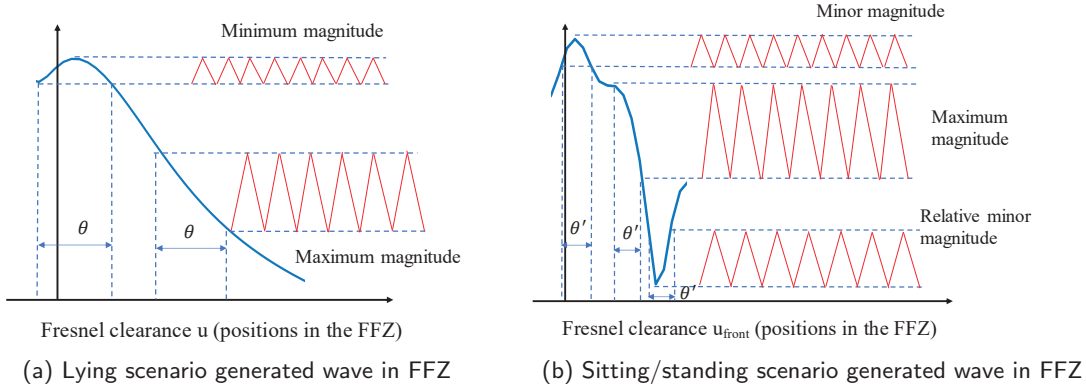 Minimum magnitude
θ
θ
Maximum magnitude
Fresnel clearance u (positions in the FFZ)
(a) Lying scenario generated wave in FFZ
Minor magnitude
Maximum
magnitude
Relative minor
magnitude
θ′
θ′
θ′
Fresnel clearance u_front (positions in the FFZ)
(b) Sitting/standing scenario generated wave in FFZ